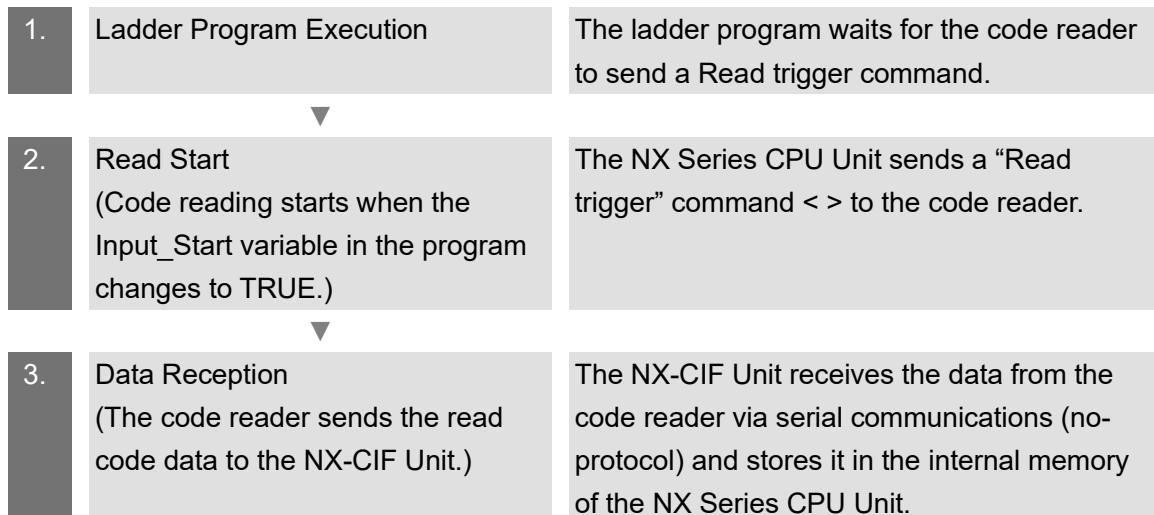 1.
Ladder Program Execution
The ladder program waits for the code reader
to send a Read trigger command.
▼
2.
Read Start
(Code reading starts when the
Input_Start variable in the program
changes to TRUE.)
The NX Series CPU Unit sends a “Read
trigger” command < > to the code reader.
▼
3.
Data Reception
(The code reader sends the read
code data to the NX-CIF Unit.)
The NX-CIF Unit receives the data from the
code reader via serial communications (no-
protocol) and stores it in the internal memory
of the NX Series CPU Unit.